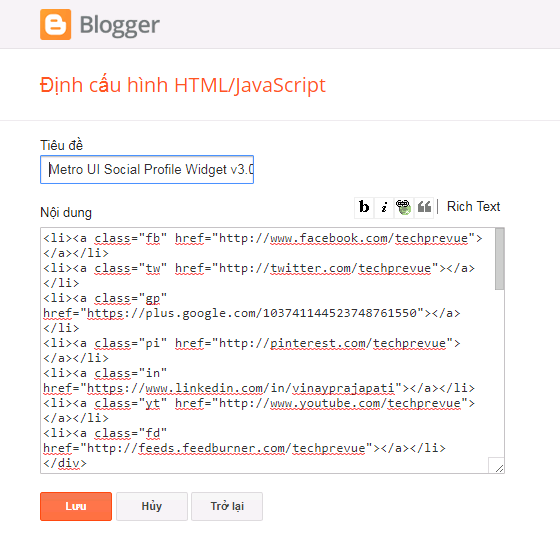 Blogger
Định cấu hình HTML/JavaScript
Tiêu đề
Metro UI Social Profile Widget v3.0
Nội dung
b i Rich Text
<li><a class="fb" href="http://www.facebook.com/techprevue">
</a></li>
<li><a class="tw" href="http://twitter.com/techprevue"></a>
</li>
<li><a class="gp"
href="https://plus.google.com/103741144523748761550"></a>
</li>
<li><a class="pi" href="http://pinterest.com/techprevue">
</a></li>
<li><a class="in"
href="https://www.linkedin.com/in/vinayprajapati"></a></li>
<li><a class="yt" href="http://www.youtube.com/techprevue">
</a></li>
<li><a class="fd"
href="http://feeds.feedburner.com/techprevue"></a></li>
</div>
Lưu Hủy Trở lại